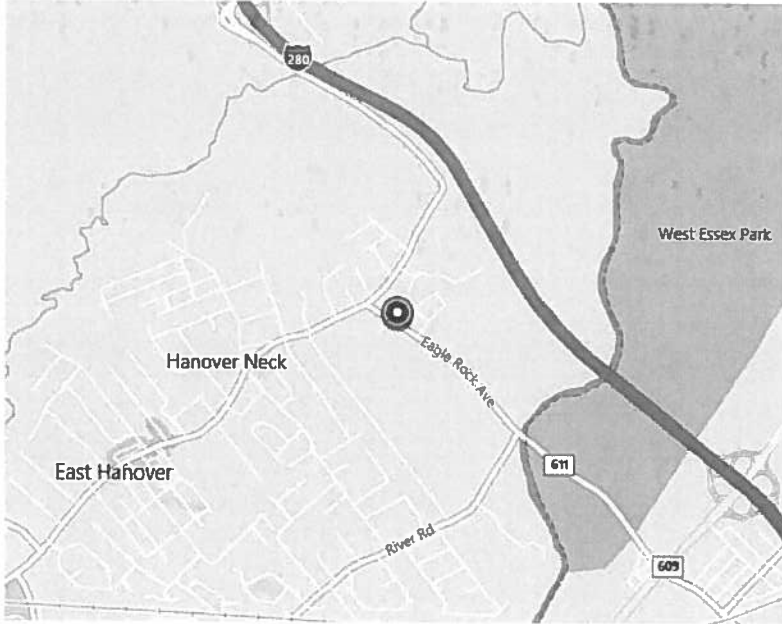 280
West Essex Park
Hanover Neck
Eagle Rock Ave
East Hanover
611
River Rd
609